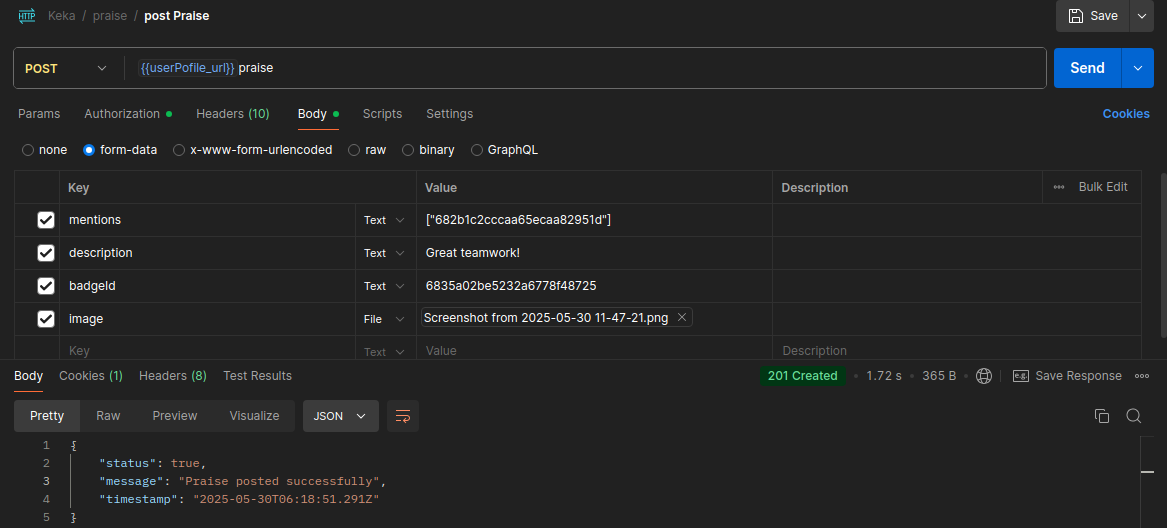 HTTP Keka / praise / post Praise Save
POST {{userPofile_url}} praise Send
Params Authorization Headers (10) Body Scripts Settings Cookies
none form-data x-www-form-urlencoded raw binary GraphQL
Key Value Description ••• Bulk Edit
mentions Text ["682b1c2cccaa65ecaa82951d"]
description Text Great teamwork!
badgeId Text 6835a02be5232a6778f48725
image File Screenshot from 2025-05-30 11-47-21.png ×
Key Text Value Description
Body Cookies (1) Headers (8) Test Results 201 Created • 1.72 s • 365 B • e.g. Save Response •••
Pretty Raw Preview Visualize JSON
1 {
2 "status": true,
3 "message": "Praise posted successfully",
4 "timestamp": "2025-05-30T06:18:51.291Z"
5 }